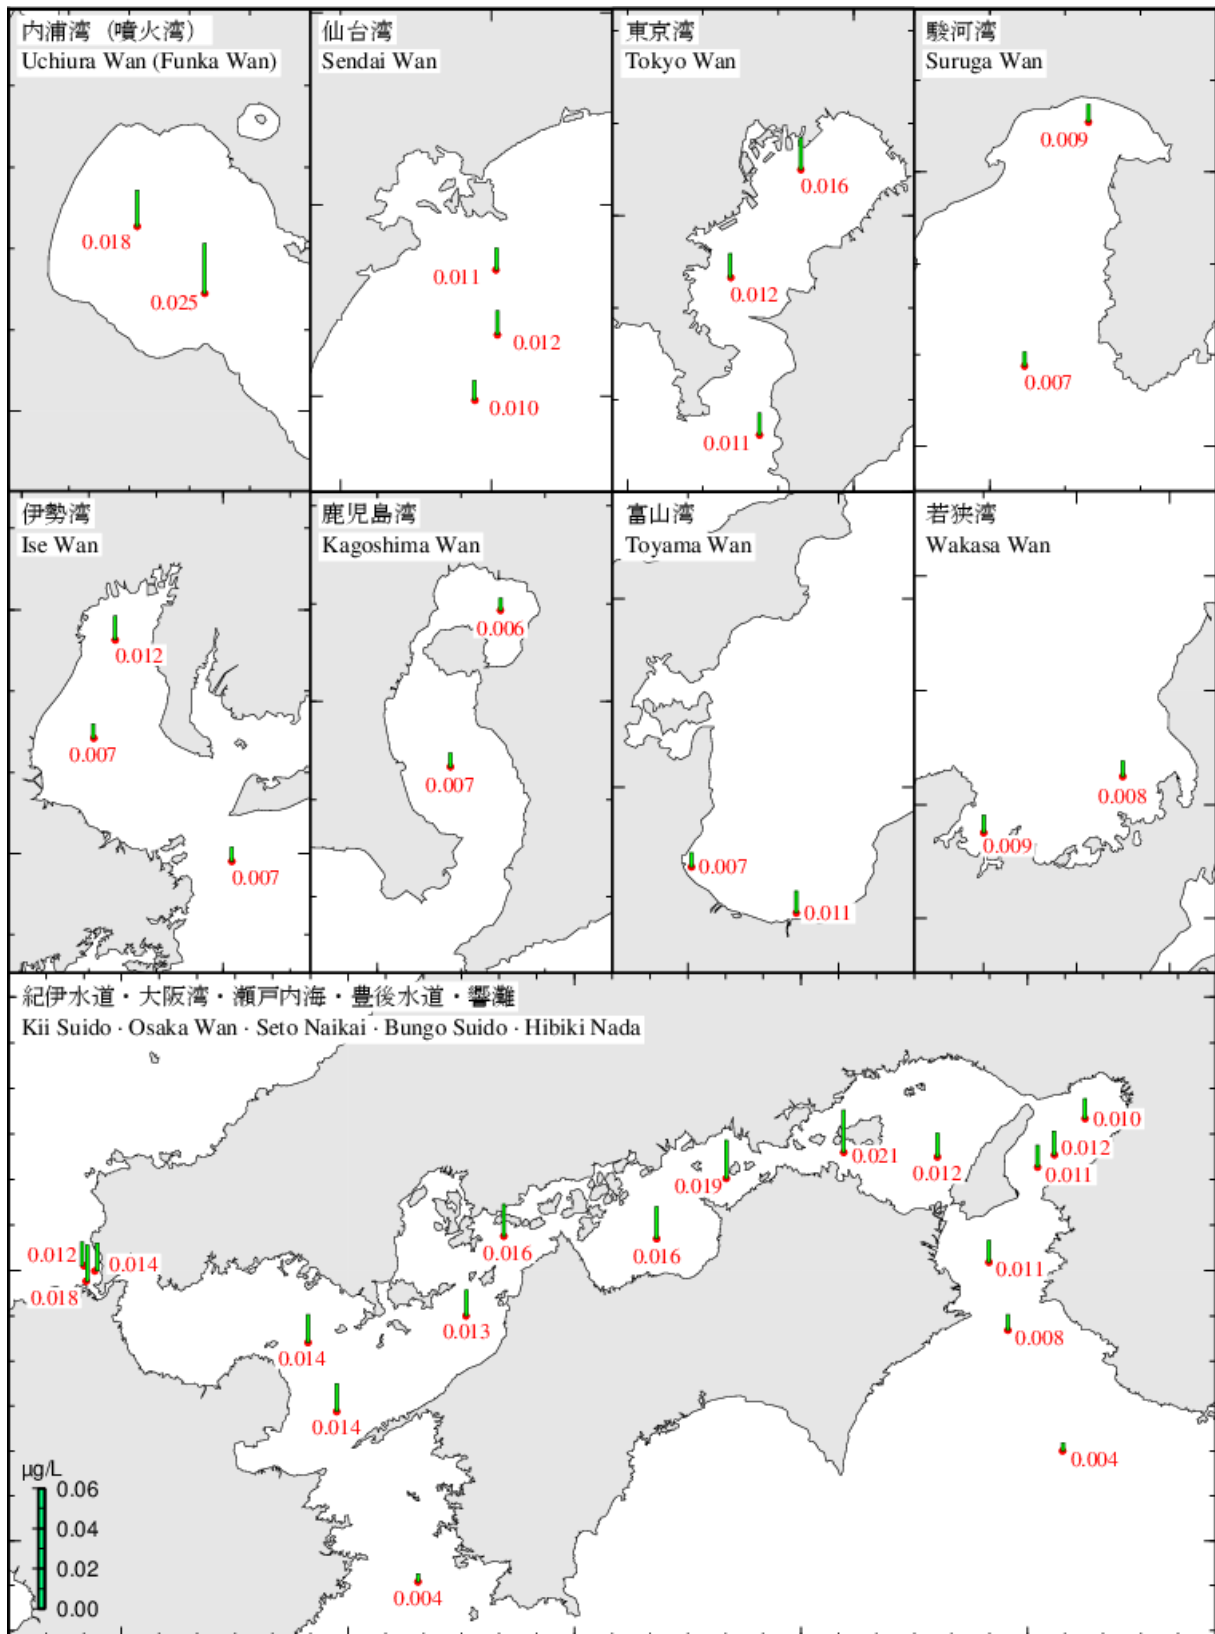 内浦湾（噴火湾）
Uchiura Wan (Funka Wan)
0.018
0.025
仙台湾
Sendai Wan
0.011
0.012
0.010
東京湾
Tokyo Wan
0.016
0.012
0.011
駿河湾
Suruga Wan
0.009
0.007
伊勢湾
Ise Wan
0.012
0.007
0.007
鹿児島湾
Kagoshima Wan
0.006
0.007
富山湾
Toyama Wan
0.007
0.011
若狭湾
Wakasa Wan
0.008
0.009
紀伊水道・大阪湾・瀬戸内海・豊後水道・響灘
Kii Suido · Osaka Wan · Seto Naikai · Bungo Suido · Hibiki Nada
0.010
0.012
0.011
0.021
0.012
0.019
0.016
0.016
0.011
0.012
0.014
0.018
0.013
0.008
0.014
0.014
0.004
0.004
µg/L
0.06
0.04
0.02
0.00